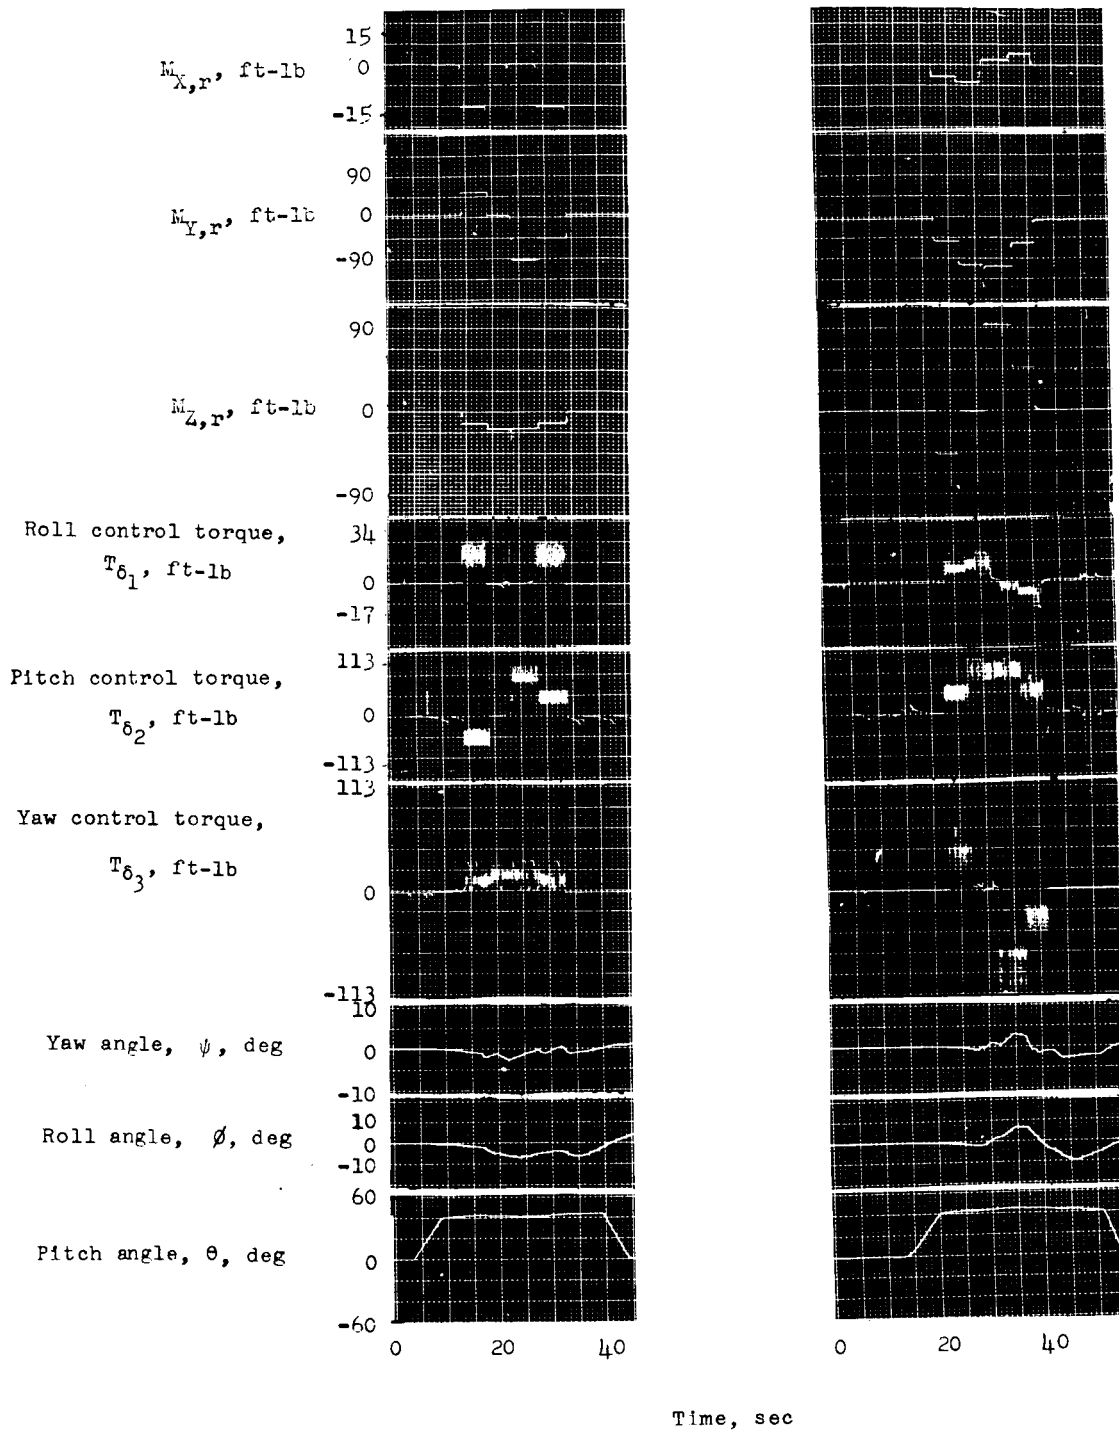 15
M_X,r, ft-lb 0
-15
90
M_Y,r, ft-lb 0
-90
90
M_Z,r, ft-lb 0
-90
Roll control torque, 34
T_δ1, ft-lb 0
-17
113
Pitch control torque,
T_δ2, ft-lb 0
-113
113
Yaw control torque,
T_δ3, ft-lb
0
-113
10
Yaw angle, ψ, deg 0
-10
10
Roll angle, Ø, deg 0
-10
60
Pitch angle, θ, deg 0
-60
0 20 40 0 20 40
Time, sec